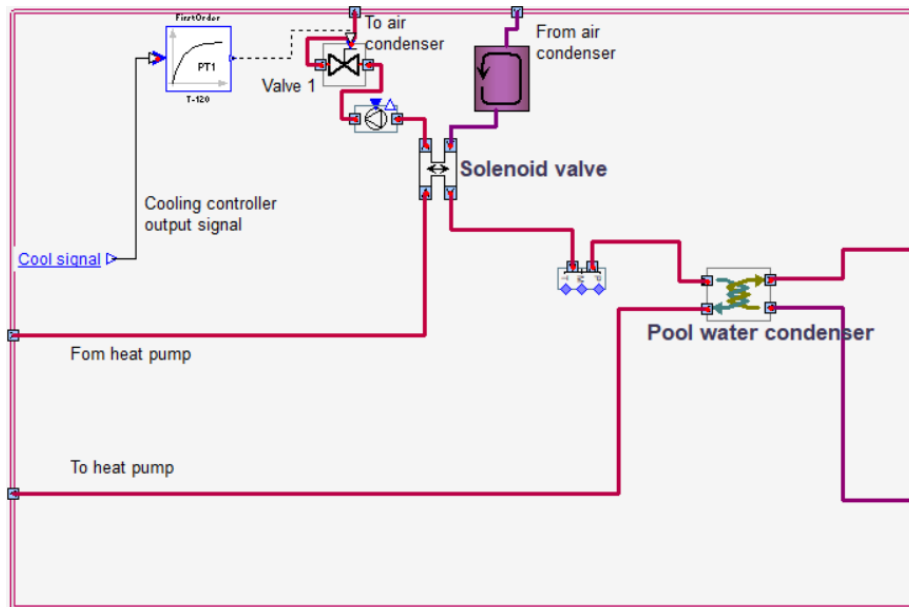 FirstOrder
PT1
T-120
To air
condenser
From air
condenser
Valve 1
Solenoid valve
Cooling controller
output signal
Cool signal
T M P
Pool water condenser
Fom heat pump
To heat pump